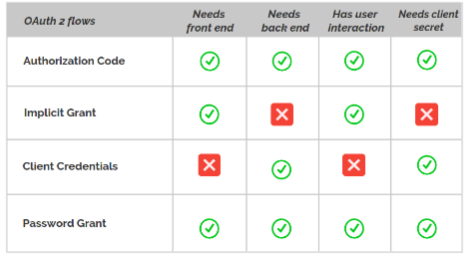 OAuth 2 flows
Needs front end
Needs back end
Has user interaction
Needs client secret
Authorization Code
Implicit Grant
Client Credentials
Password Grant